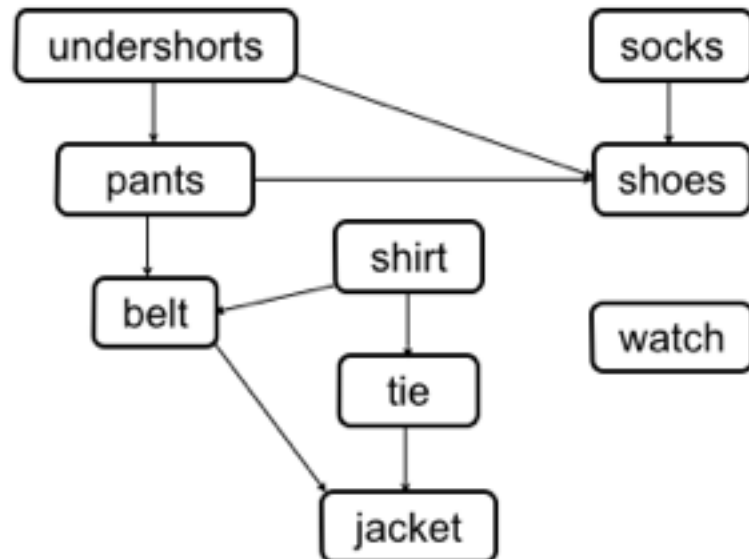 undershorts
socks
pants
shoes
shirt
belt
watch
tie
jacket